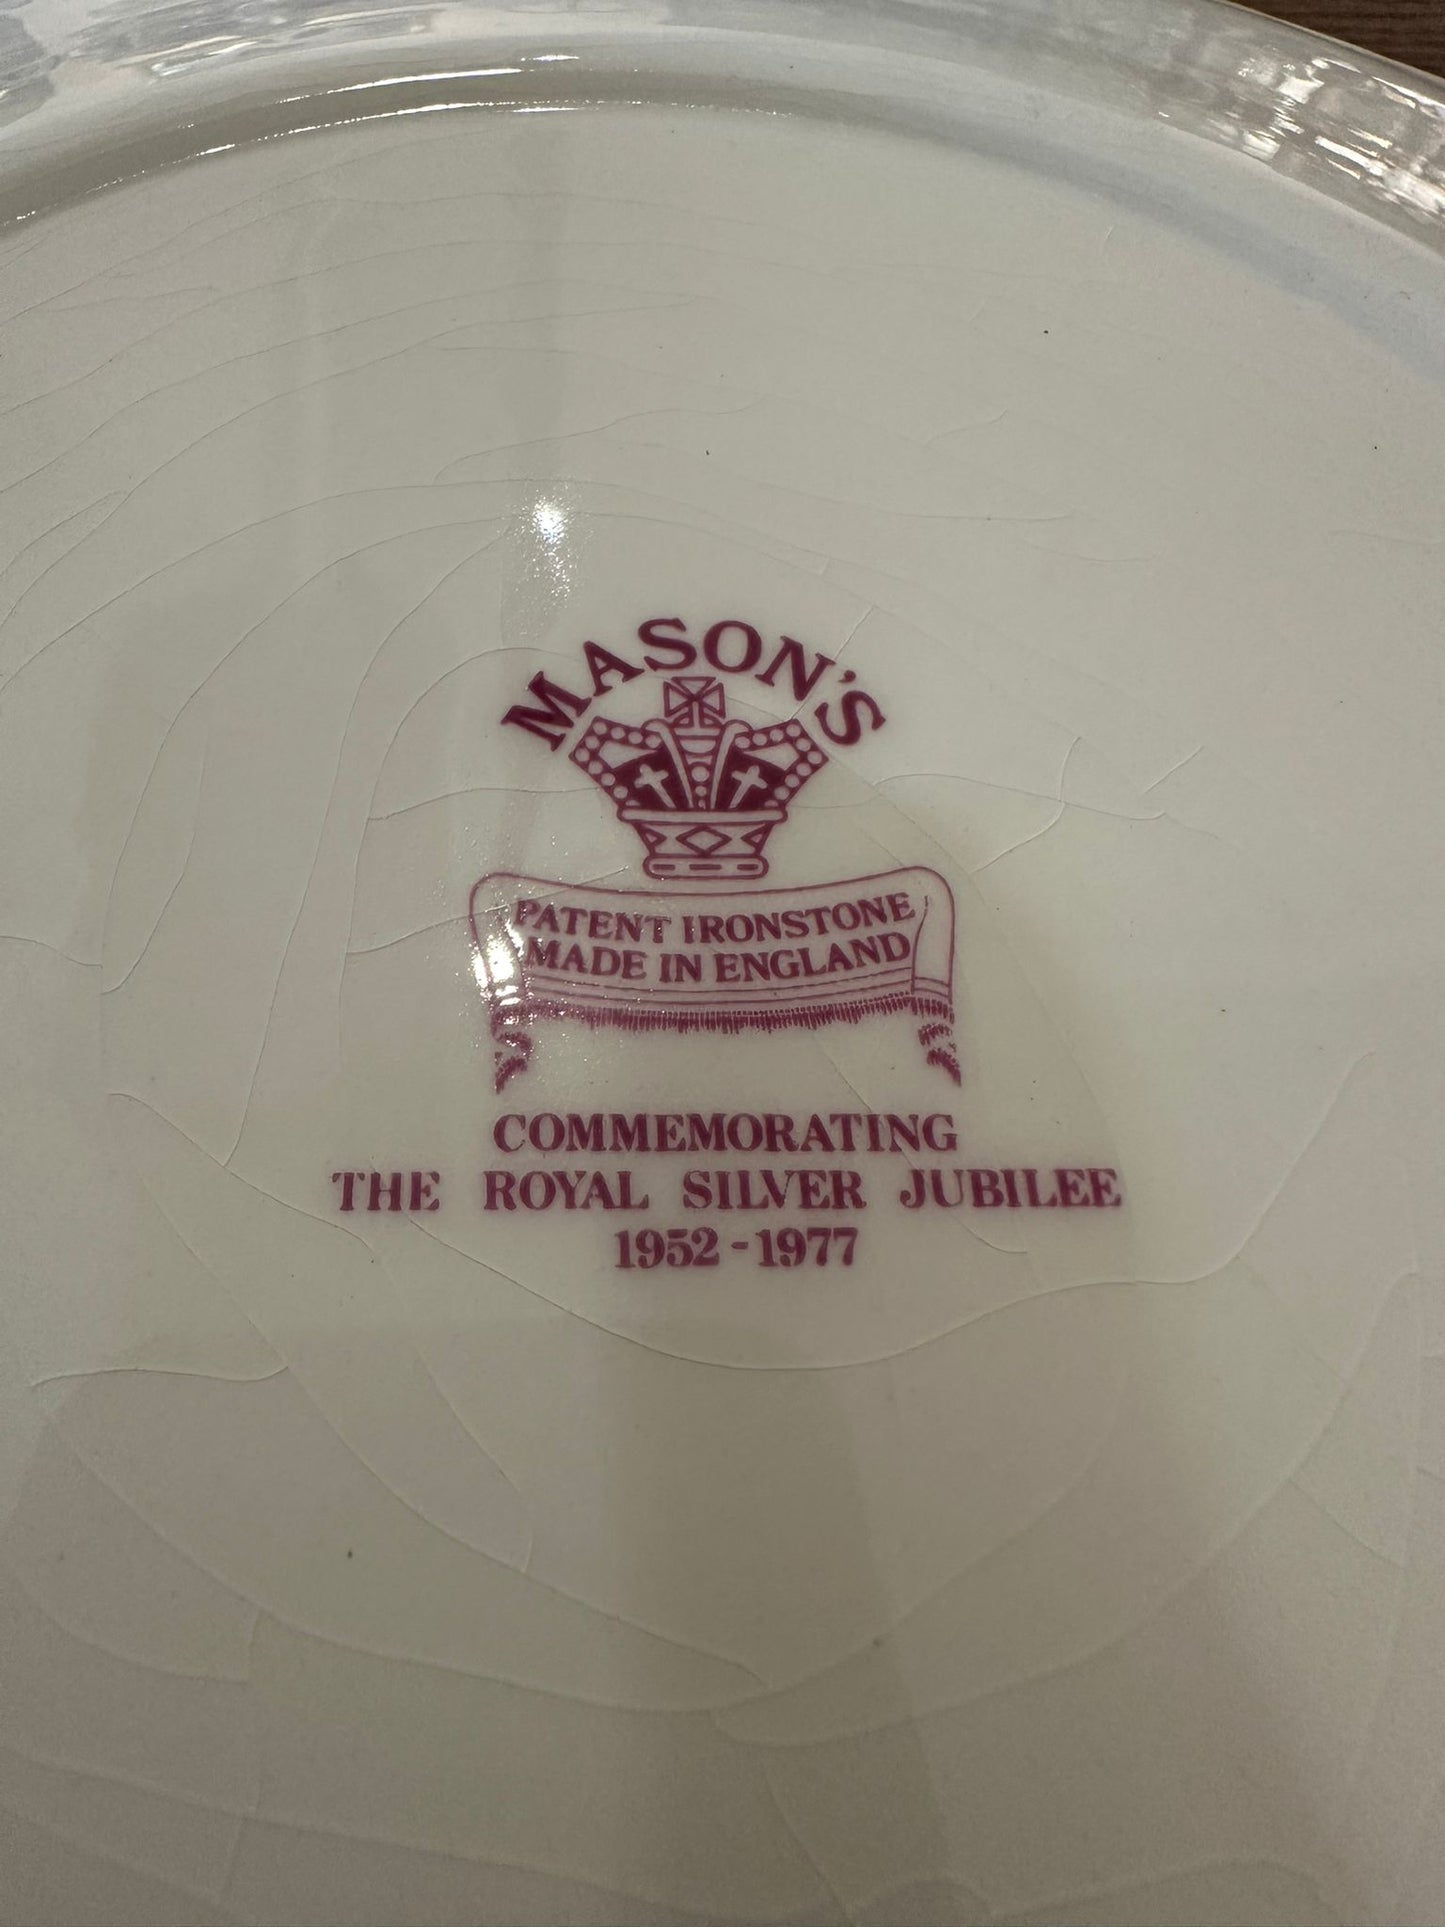 MASON'S
PATENT IRONSTONE
MADE IN ENGLAND
COMMEMORATING
THE ROYAL SILVER JUBILEE
1952-1977